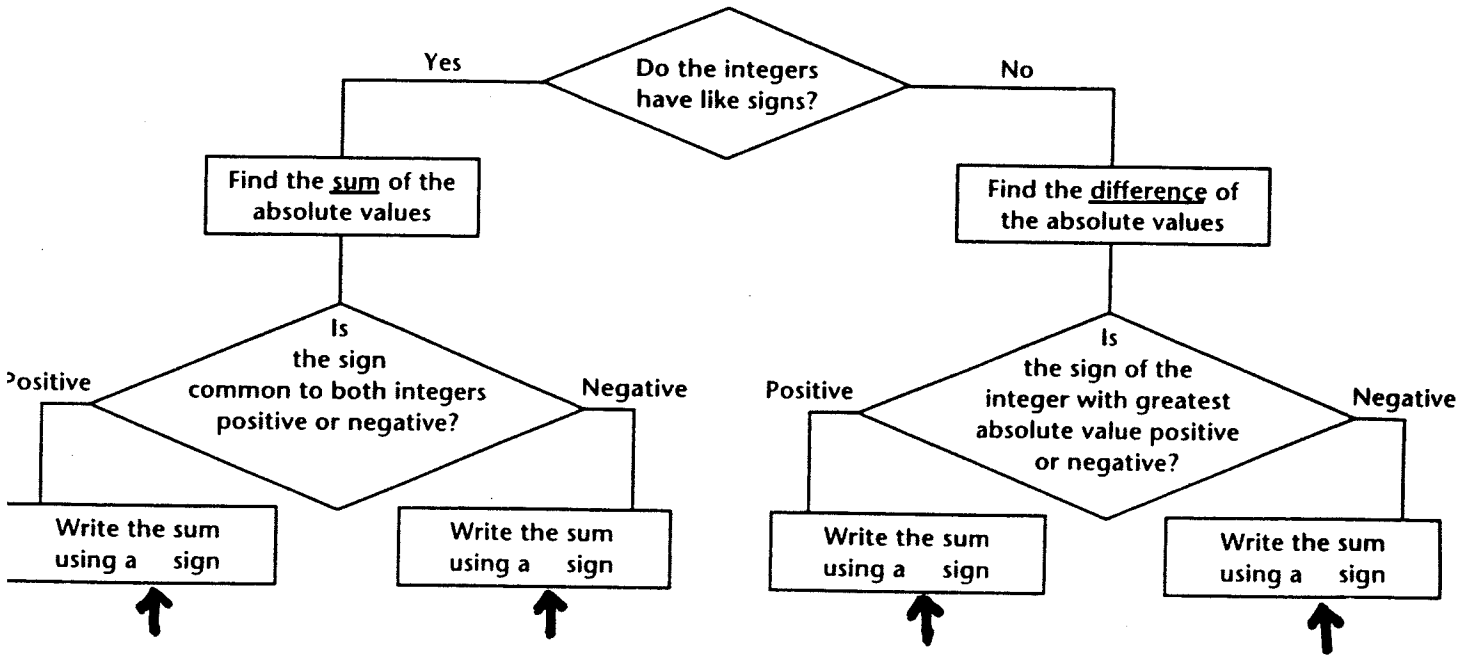 Do the integers
have like signs?
Yes
No
Find the sum of the
absolute values
Find the difference of
the absolute values
Is
the sign
common to both integers
positive or negative?
Positive
Negative
Is
the sign of the
integer with greatest
absolute value positive
or negative?
Positive
Negative
Write the sum
using a sign
Write the sum
using a sign
Write the sum
using a sign
Write the sum
using a sign